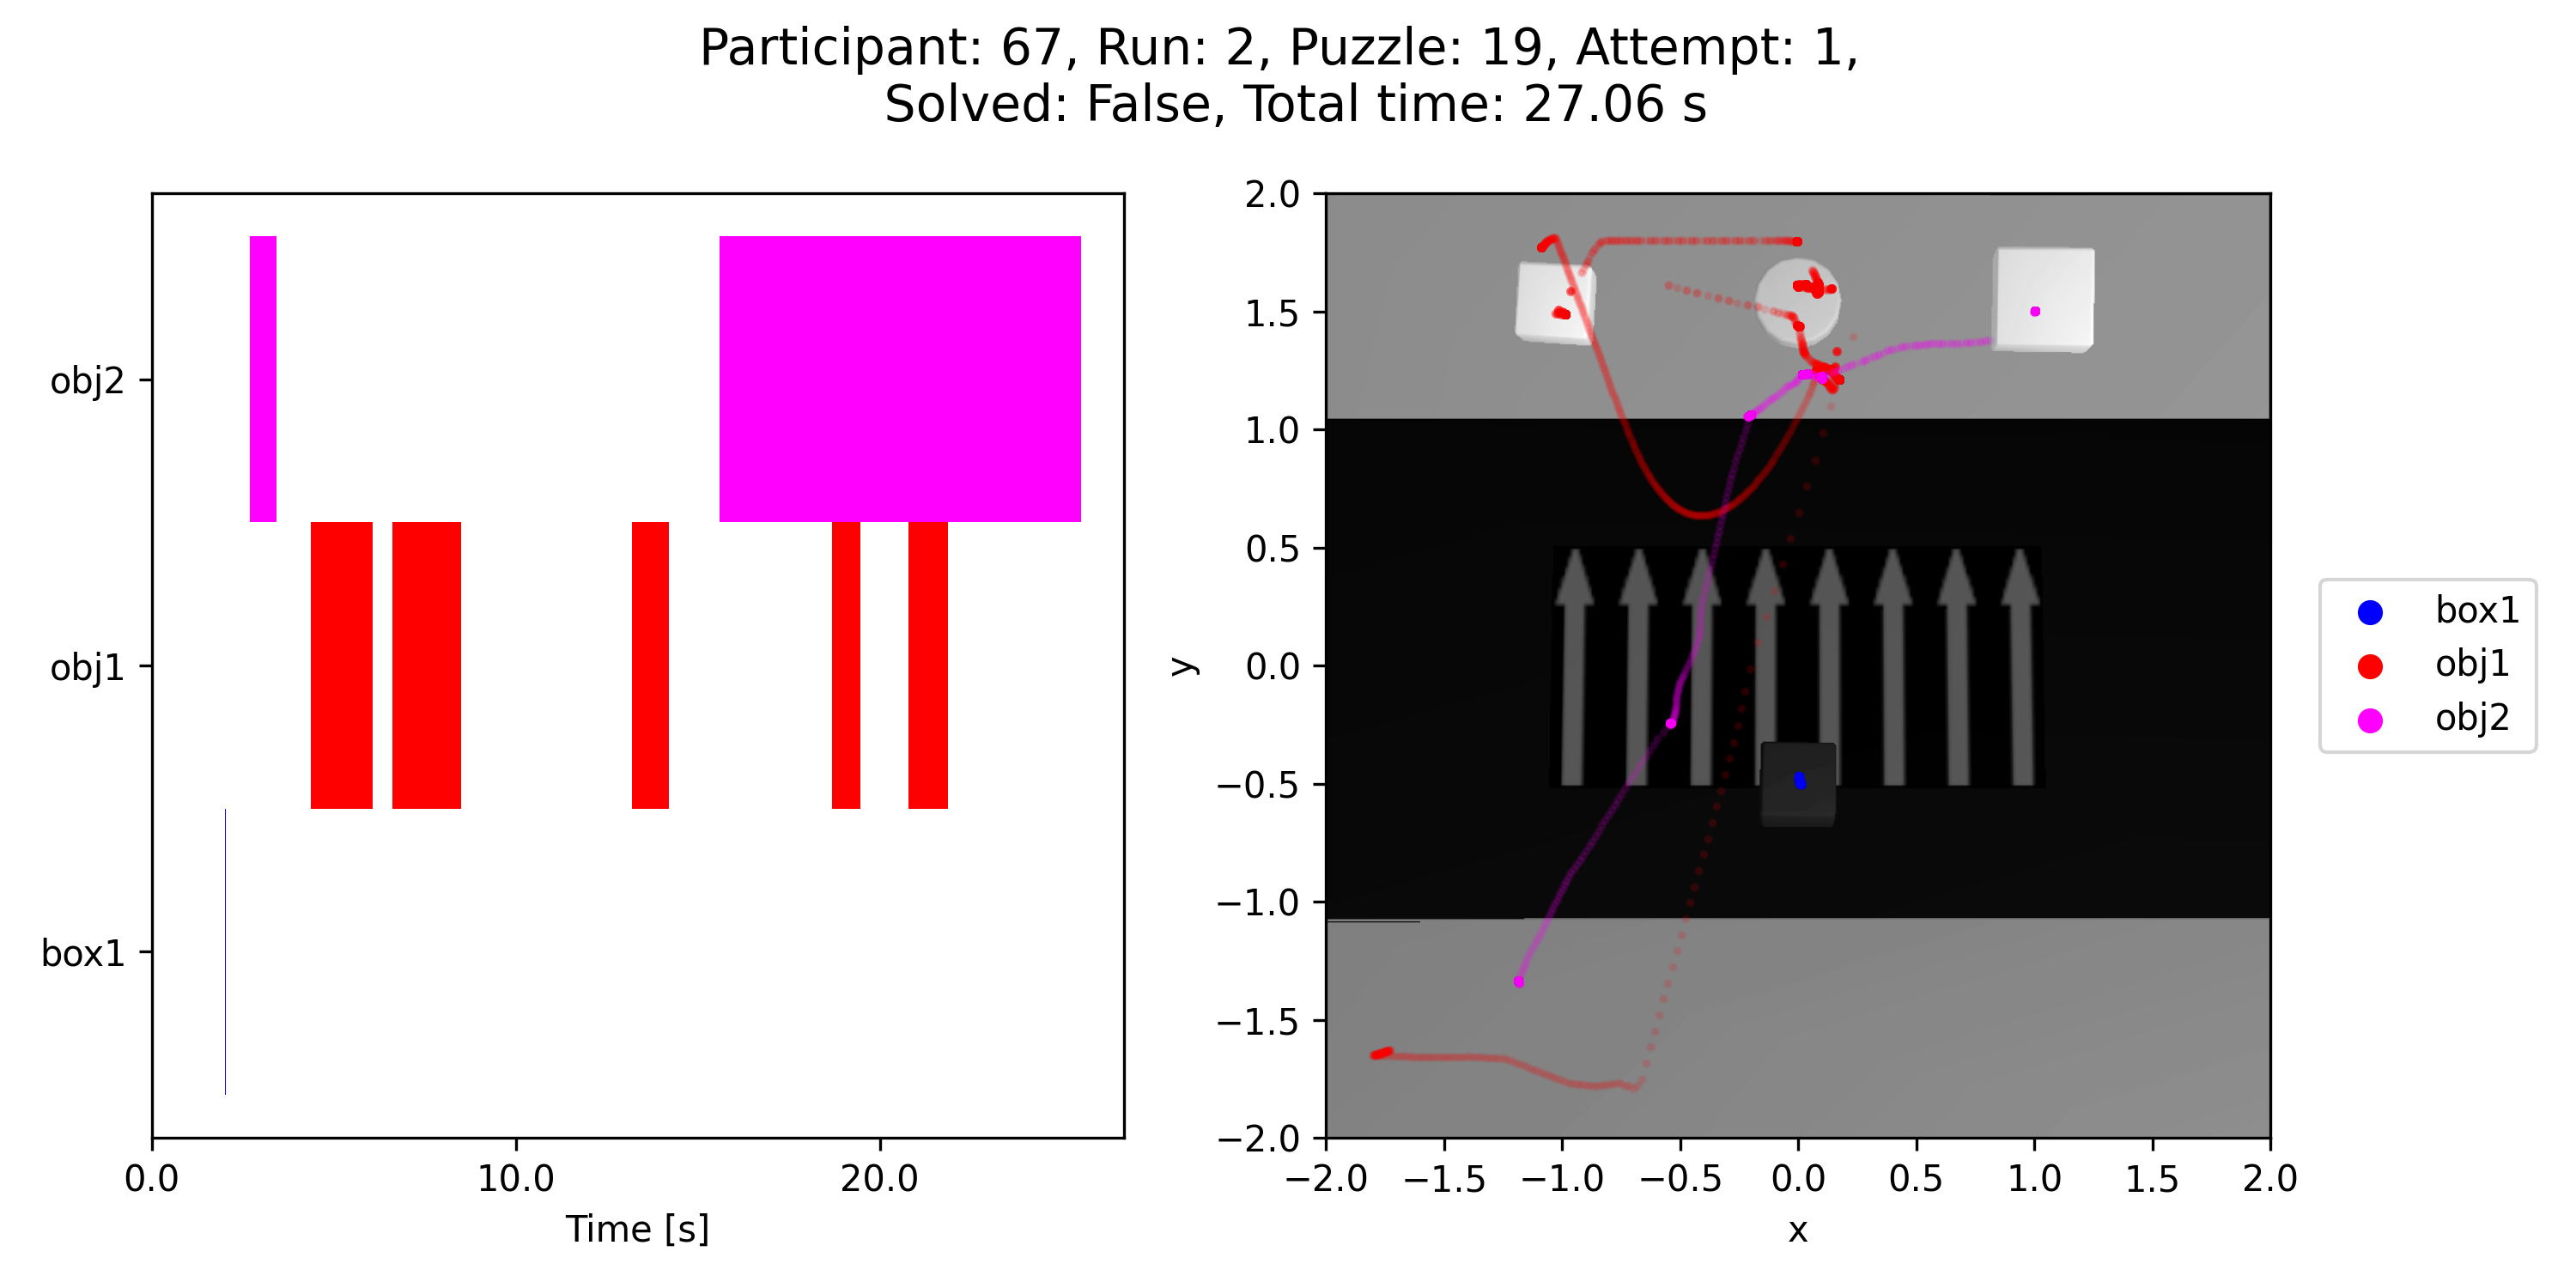 Participant: 67, Run: 2, Puzzle: 19, Attempt: 1,
Solved: False, Total time: 27.06 s
obj2
obj1
box1
0.0 10.0 20.0
Time [s]
2.0
1.5
1.0
0.5
0.0
−0.5
−1.0
−1.5
−2.0
y
−2.0 −1.5 −1.0 −0.5 0.0 0.5 1.0 1.5 2.0
x
box1
obj1
obj2